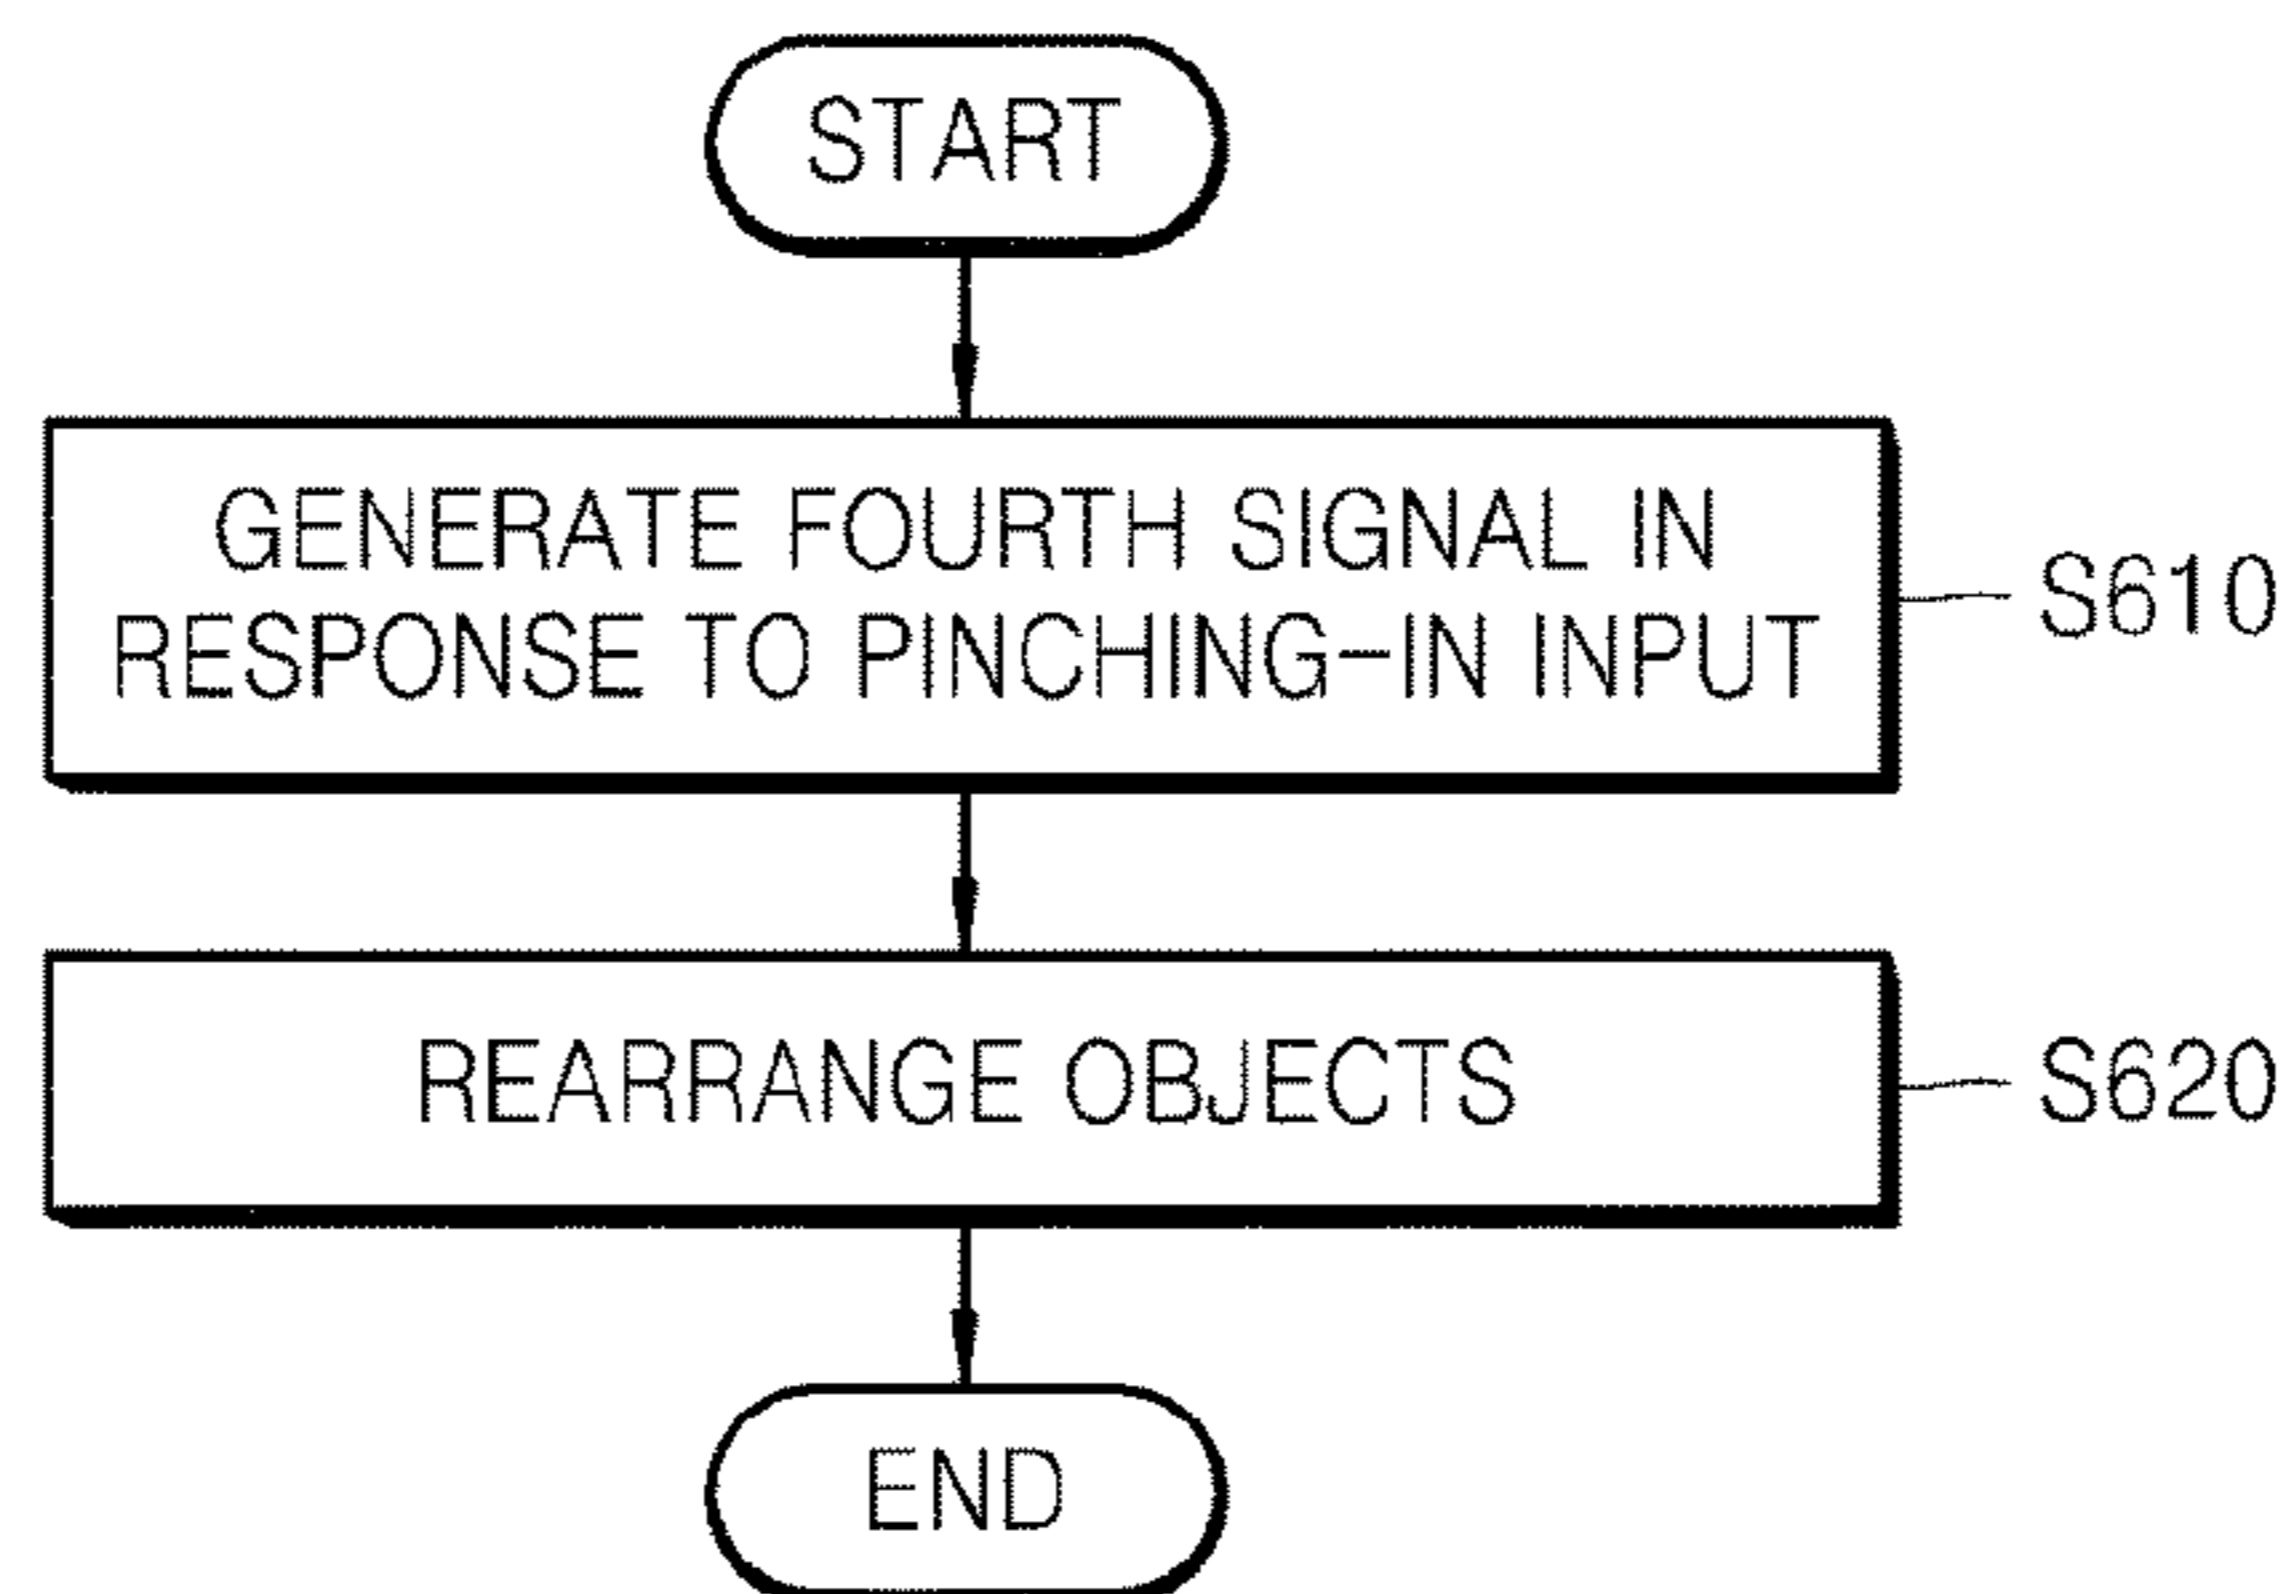 START
GENERATE FOURTH SIGNAL IN
RESPONSE TO PINCHING-IN INPUT
S610
REARRANGE OBJECTS
S620
END